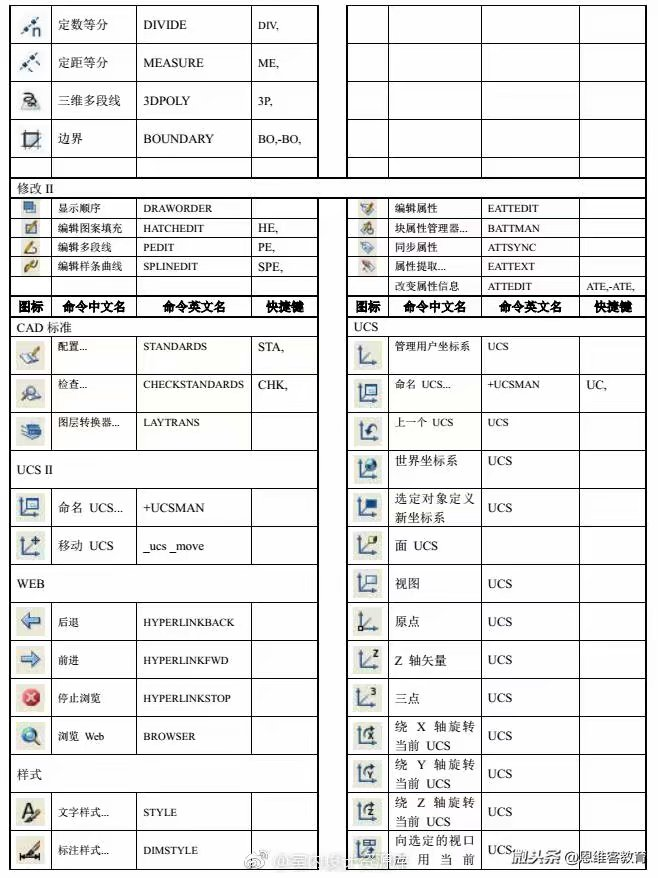 定数等分 DIVIDE DIV,
定距等分 MEASURE ME,
三维多段线 3DPOLY 3P,
边界 BOUNDARY BO,-BO,
修改 II
显示顺序 DRAWORDER
编辑图案填充 HATCHEDIT HE,
编辑多段线 PEDIT PE,
编辑样条曲线 SPLINEDIT SPE,
编辑属性 EATTEDIT
块属性管理器... BATTMAN
同步属性 ATTSYNC
属性提取... EATTEXT
改变属性信息 ATTEDIT ATE,-ATE,
图标 命令中文名 命令英文名 快捷键
CAD 标准
配置... STANDARDS STA,
检查... CHECKSTANDARDS CHK,
图层转换器... LAYTRANS
UCS II
命名 UCS... +UCSMAN
移动 UCS _ucs _move
WEB
后退 HYPERLINKBACK
前进 HYPERLINKFWD
停止浏览 HYPERLINKSTOP
浏览 Web BROWSER
样式
文字样式... STYLE
标注样式... DIMSTYLE
图标 命令中文名 命令英文名 快捷键
UCS
管理用户坐标系 UCS
命名 UCS... +UCSMAN UC,
上一个 UCS UCS
世界坐标系 UCS
选定对象定义
新坐标系 UCS
面 UCS UCS
视图 UCS
原点 UCS
Z 轴矢量 UCS
三点 UCS
绕 X 轴旋转
当前 UCS UCS
绕 Y 轴旋转
当前 UCS UCS
绕 Z 轴旋转
当前 UCS UCS
向选定的视口
用当前 UCS
微头条 @恩维客教育